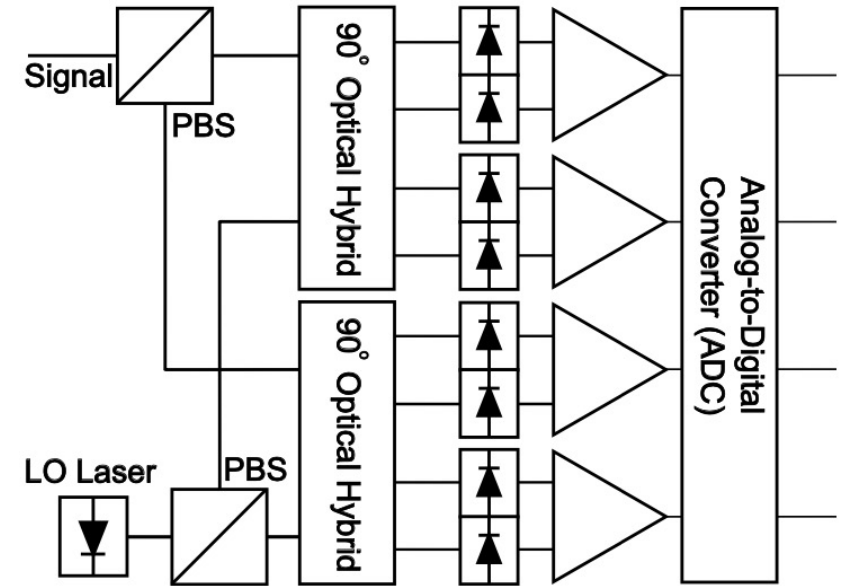 Signal
PBS
90° Optical Hybrid
90° Optical Hybrid
LO Laser
PBS
Analog-to-Digital
Converter (ADC)